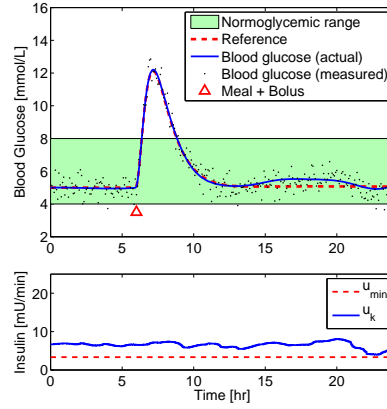 16
14
12
10
8
6
4
2
Blood Glucose [mmol/L]
Normoglycemic range
Reference
Blood glucose (actual)
Blood glucose (measured)
Meal + Bolus
0 5 10 15 20
20
10
0
Insulin [mU/min]
u_min
u_k
0 5 10 15 20
Time [hr]